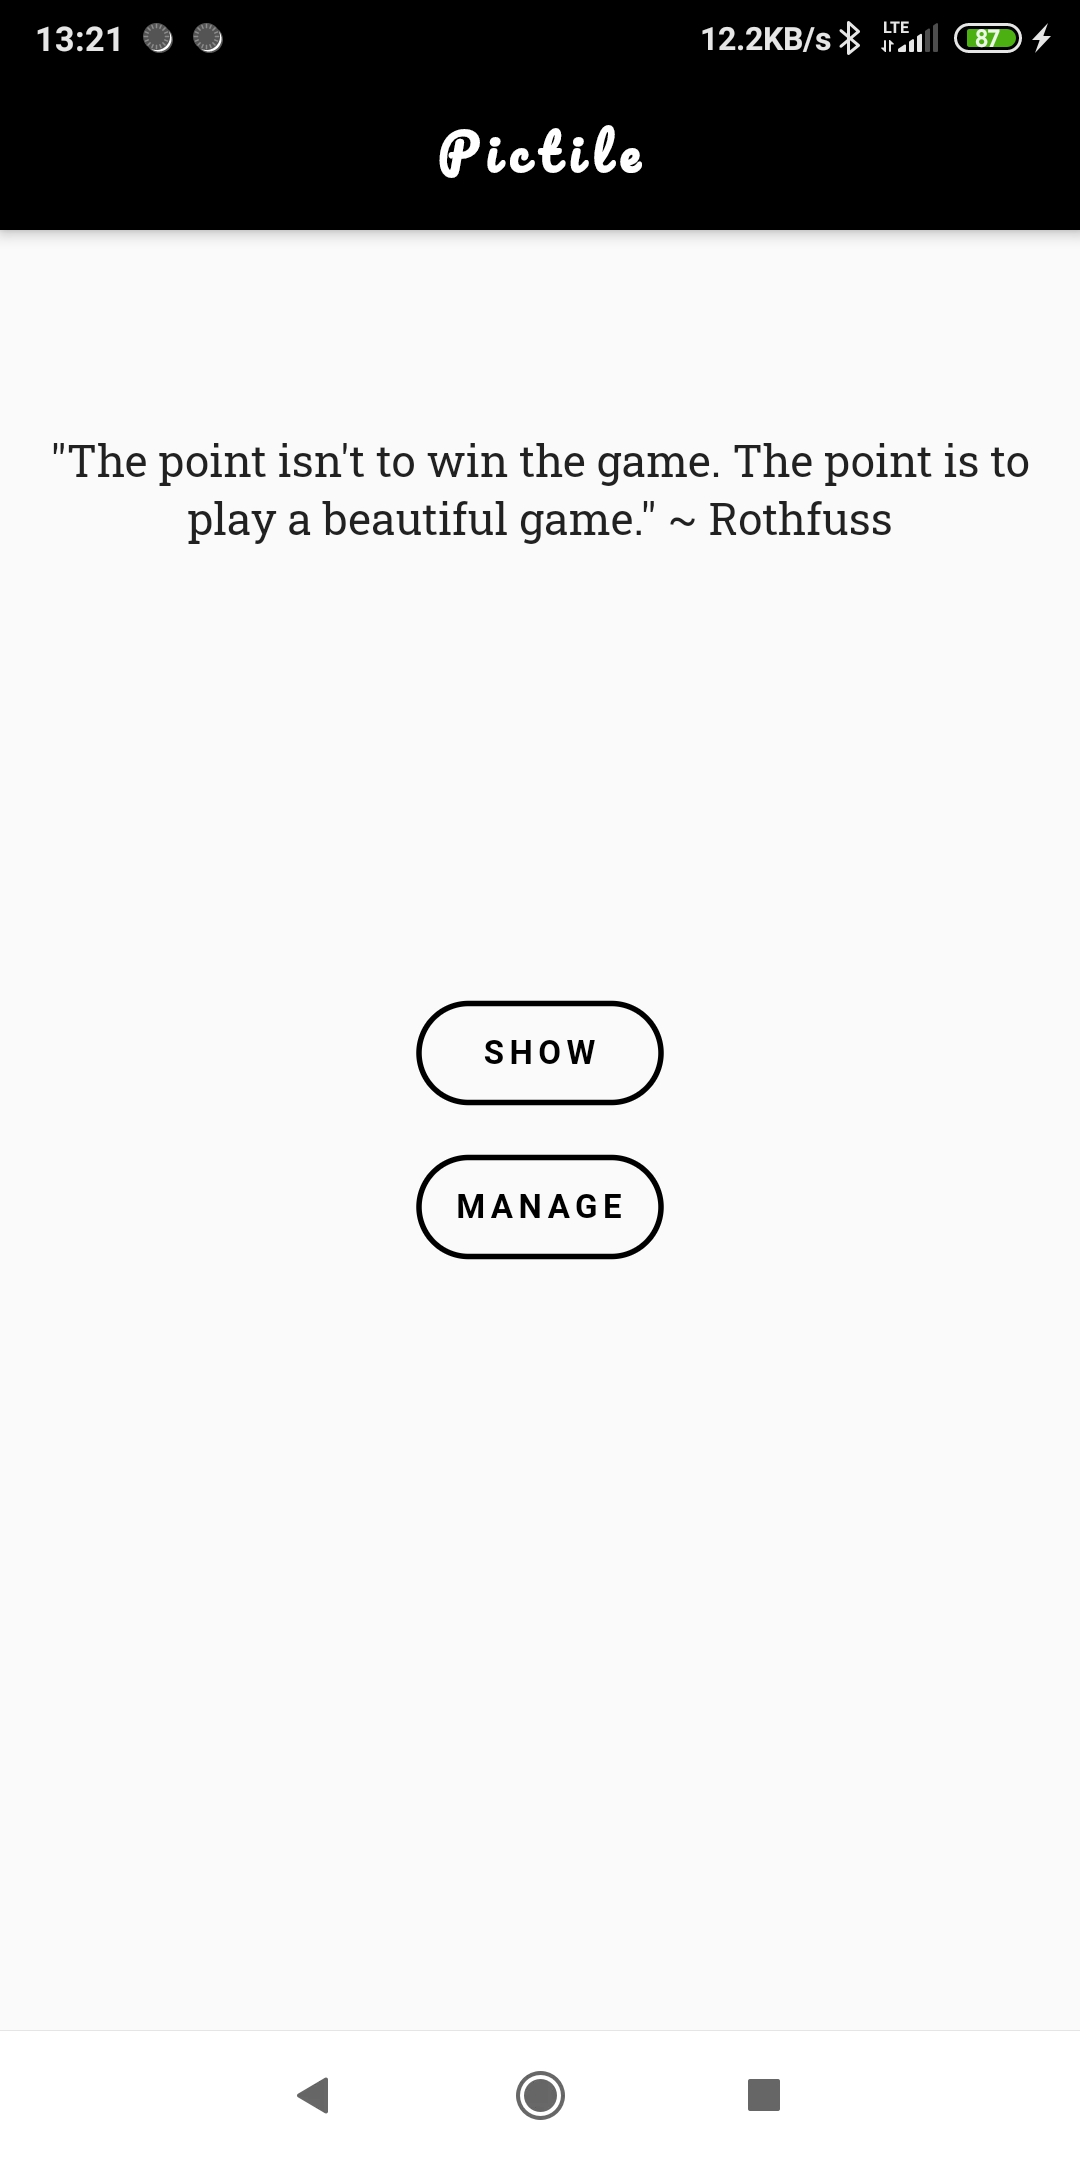 13:21 12.2KB/s LTE 87
Pictile
"The point isn't to win the game. The point is to
play a beautiful game." ~ Rothfuss
SHOW
MANAGE